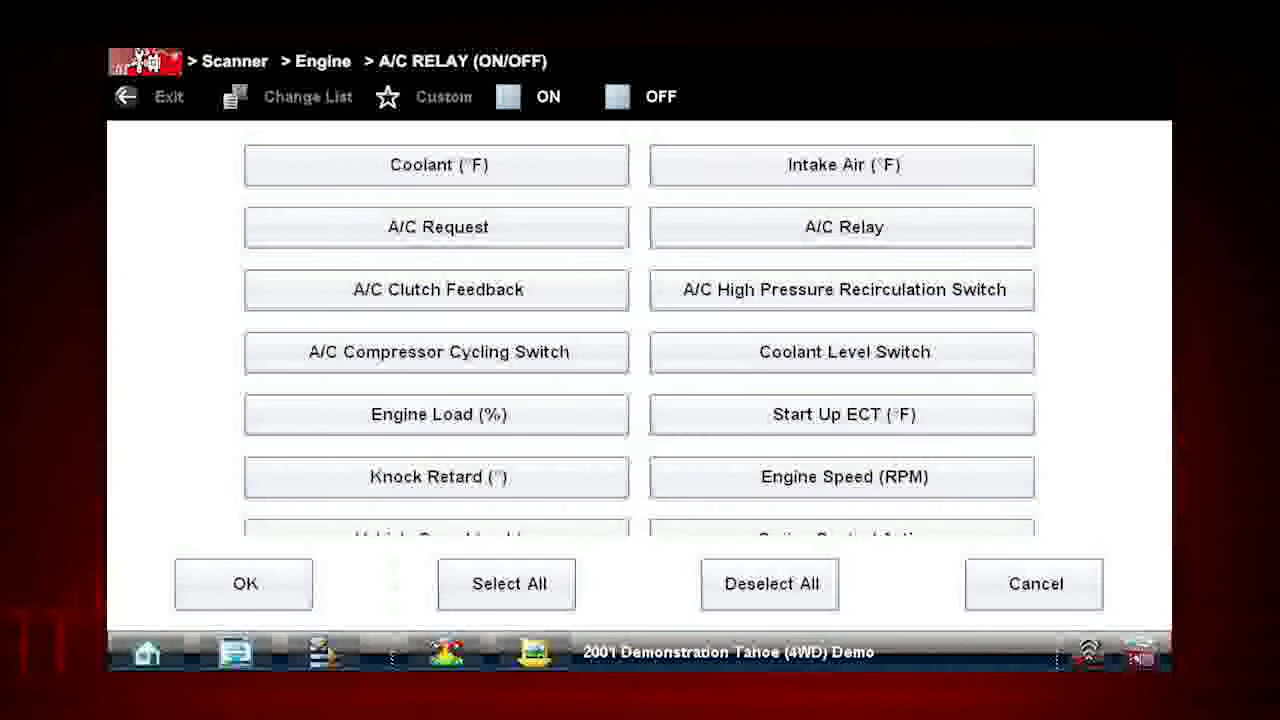 > Scanner > Engine > A/C RELAY (ON/OFF)
Exit Change List Custom ON OFF
Coolant (°F) Intake Air (°F)
A/C Request A/C Relay
A/C Clutch Feedback A/C High Pressure Recirculation Switch
A/C Compressor Cycling Switch Coolant Level Switch
Engine Load (%) Start Up ECT (°F)
Knock Retard (°) Engine Speed (RPM)
OK Select All Deselect All Cancel
2001 Demonstration Tahoe (4WD) Demo